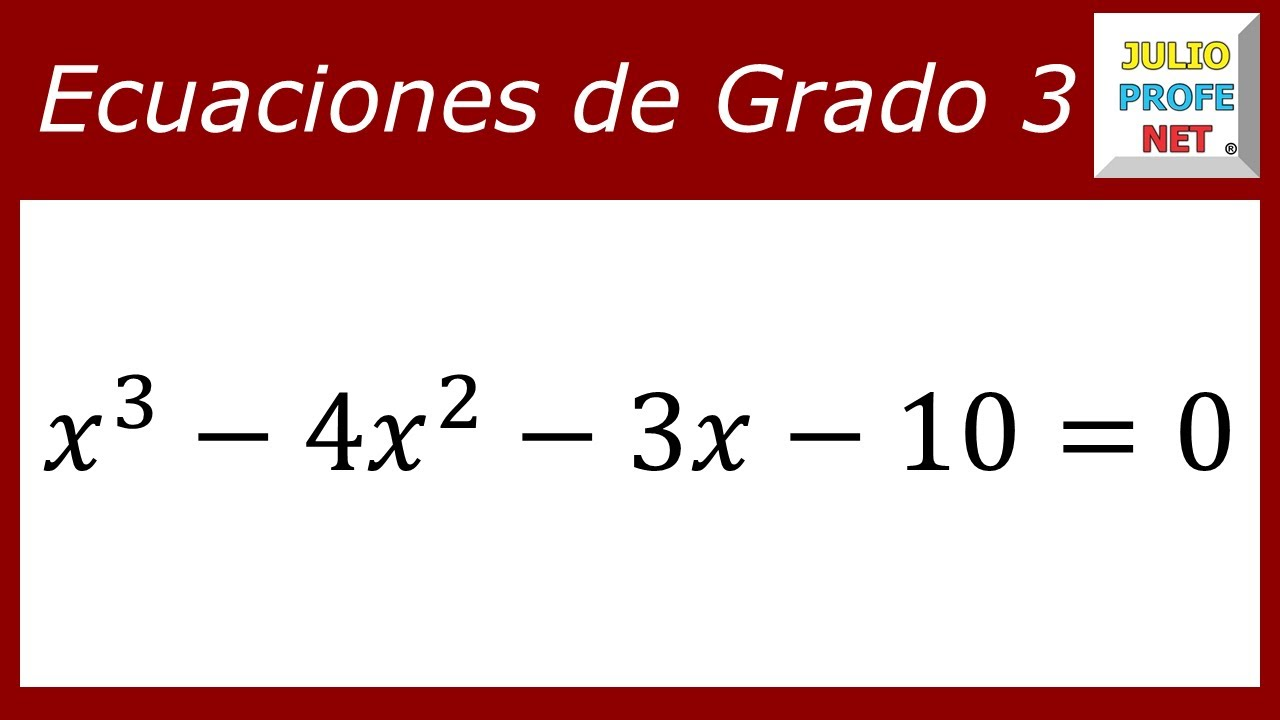 Ecuaciones de Grado 3
JULIO
PROFE
NET ®
x³ − 4x² − 3x − 10 = 0